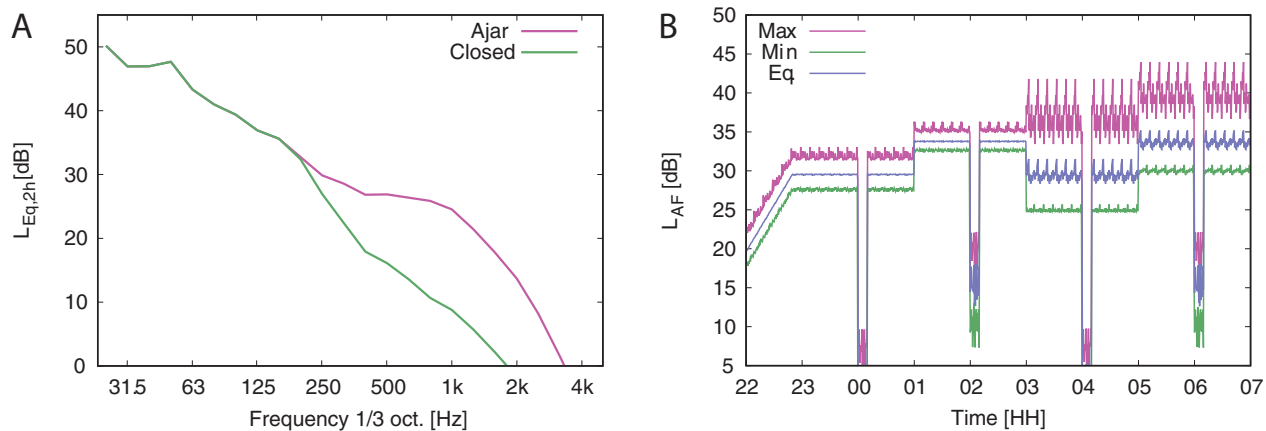 A
Ajar
Closed
50
40
30
20
10
0
L_Eq,2h [dB]
31.5 63 125 250 500 1k 2k 4k
Frequency 1/3 oct. [Hz]
B
Max
Min
Eq
50
45
40
35
30
25
20
15
10
5
L_AF [dB]
22 23 00 01 02 03 04 05 06 07
Time [HH]